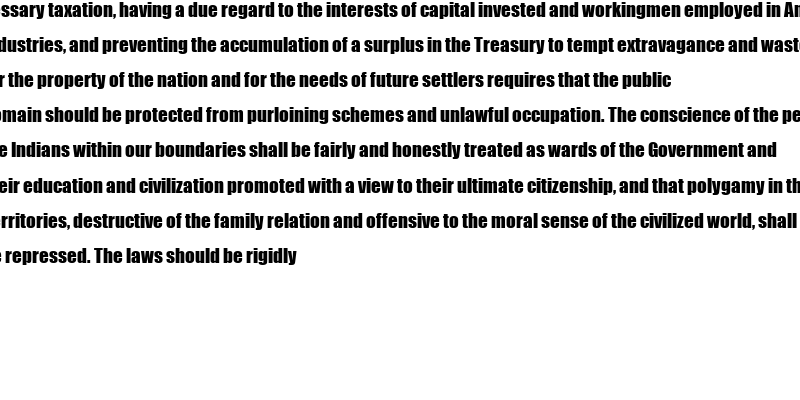 ssary taxation, having a due regard to the interests of capital invested and workingmen employed in A
dustries, and preventing the accumulation of a surplus in the Treasury to tempt extravagance and wast
r the property of the nation and for the needs of future settlers requires that the public
main should be protected from purloining schemes and unlawful occupation. The conscience of the pe
e Indians within our boundaries shall be fairly and honestly treated as wards of the Government and
eir education and civilization promoted with a view to their ultimate citizenship, and that polygamy in th
rritories, destructive of the family relation and offensive to the moral sense of the civilized world, shall
e repressed. The laws should be rigidly